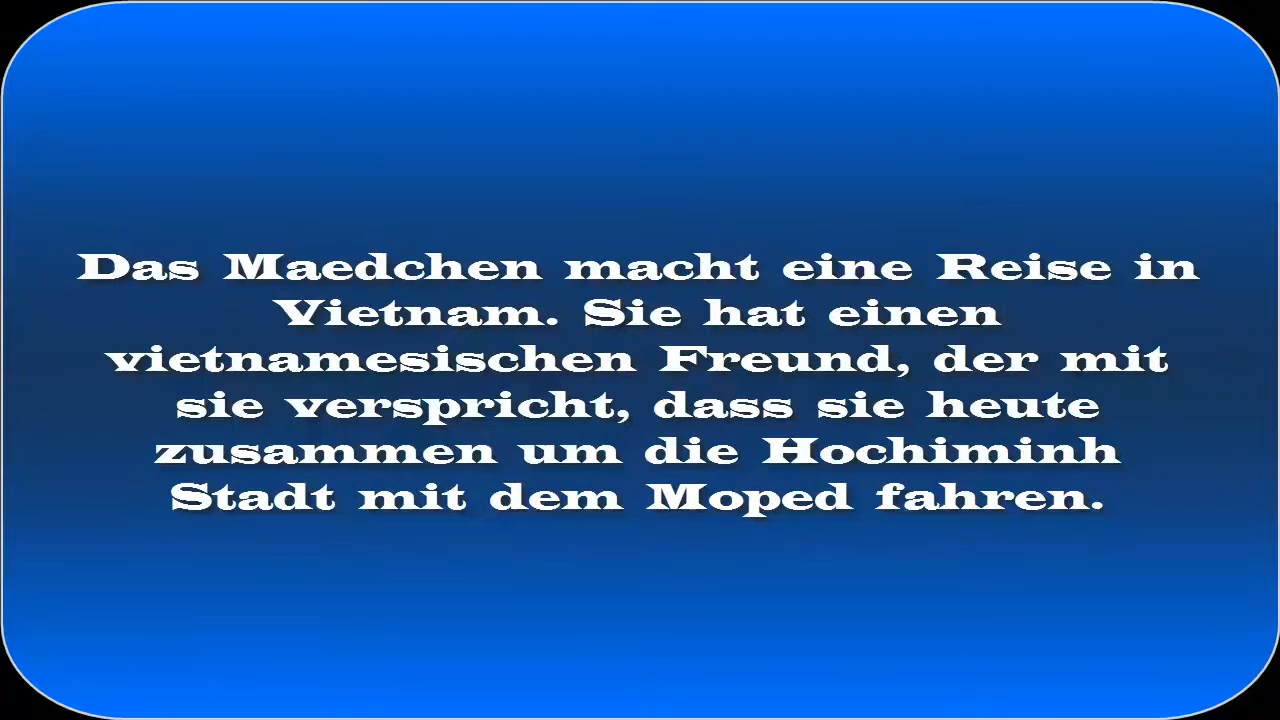 Das Maedchen macht eine Reise in
Vietnam. Sie hat einen
vietnamesischen Freund, der mit
sie verspricht, dass sie heute
zusammen um die Hochiminh
Stadt mit dem Moped fahren.